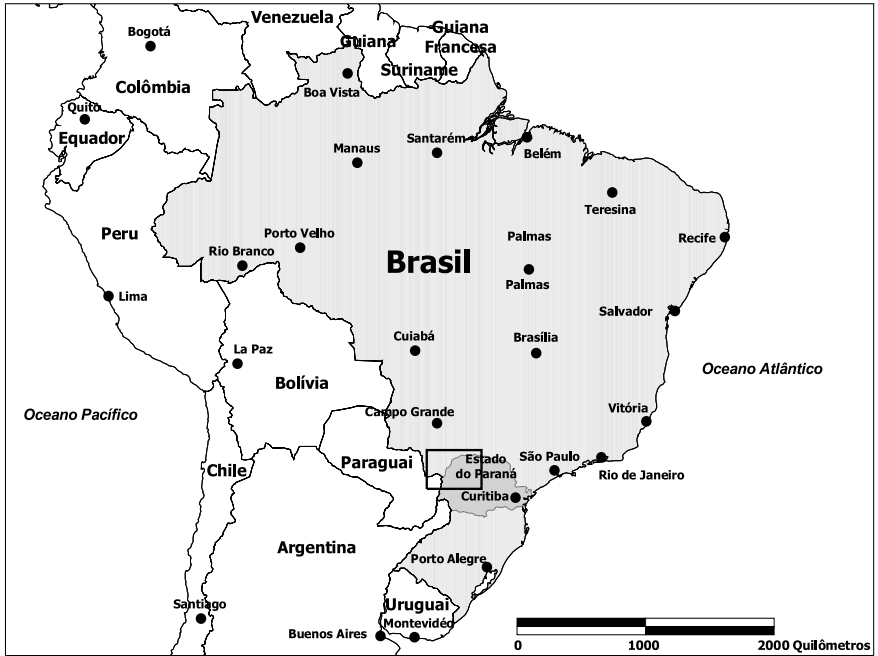 Venezuela
Bogotá
Guiana
Guiana
Francesa
Suriname
Colômbia
Boa Vista
Quito
Equador
Manaus
Santarém
Belém
Teresina
Peru
Porto Velho
Rio Branco
Palmas
Recife
Brasil
Palmas
Lima
Salvador
Cuiabá
Brasília
La Paz
Bolívia
Oceano Atlântico
Oceano Pacífico
Campo Grande
Vitória
Paraguai
Estado
do Paraná
São Paulo
Rio de Janeiro
Chile
Curitiba
Argentina
Porto Alegre
Santiago
Uruguai
Montevidéo
Buenos Aires
0 1000 2000 Quilômetros